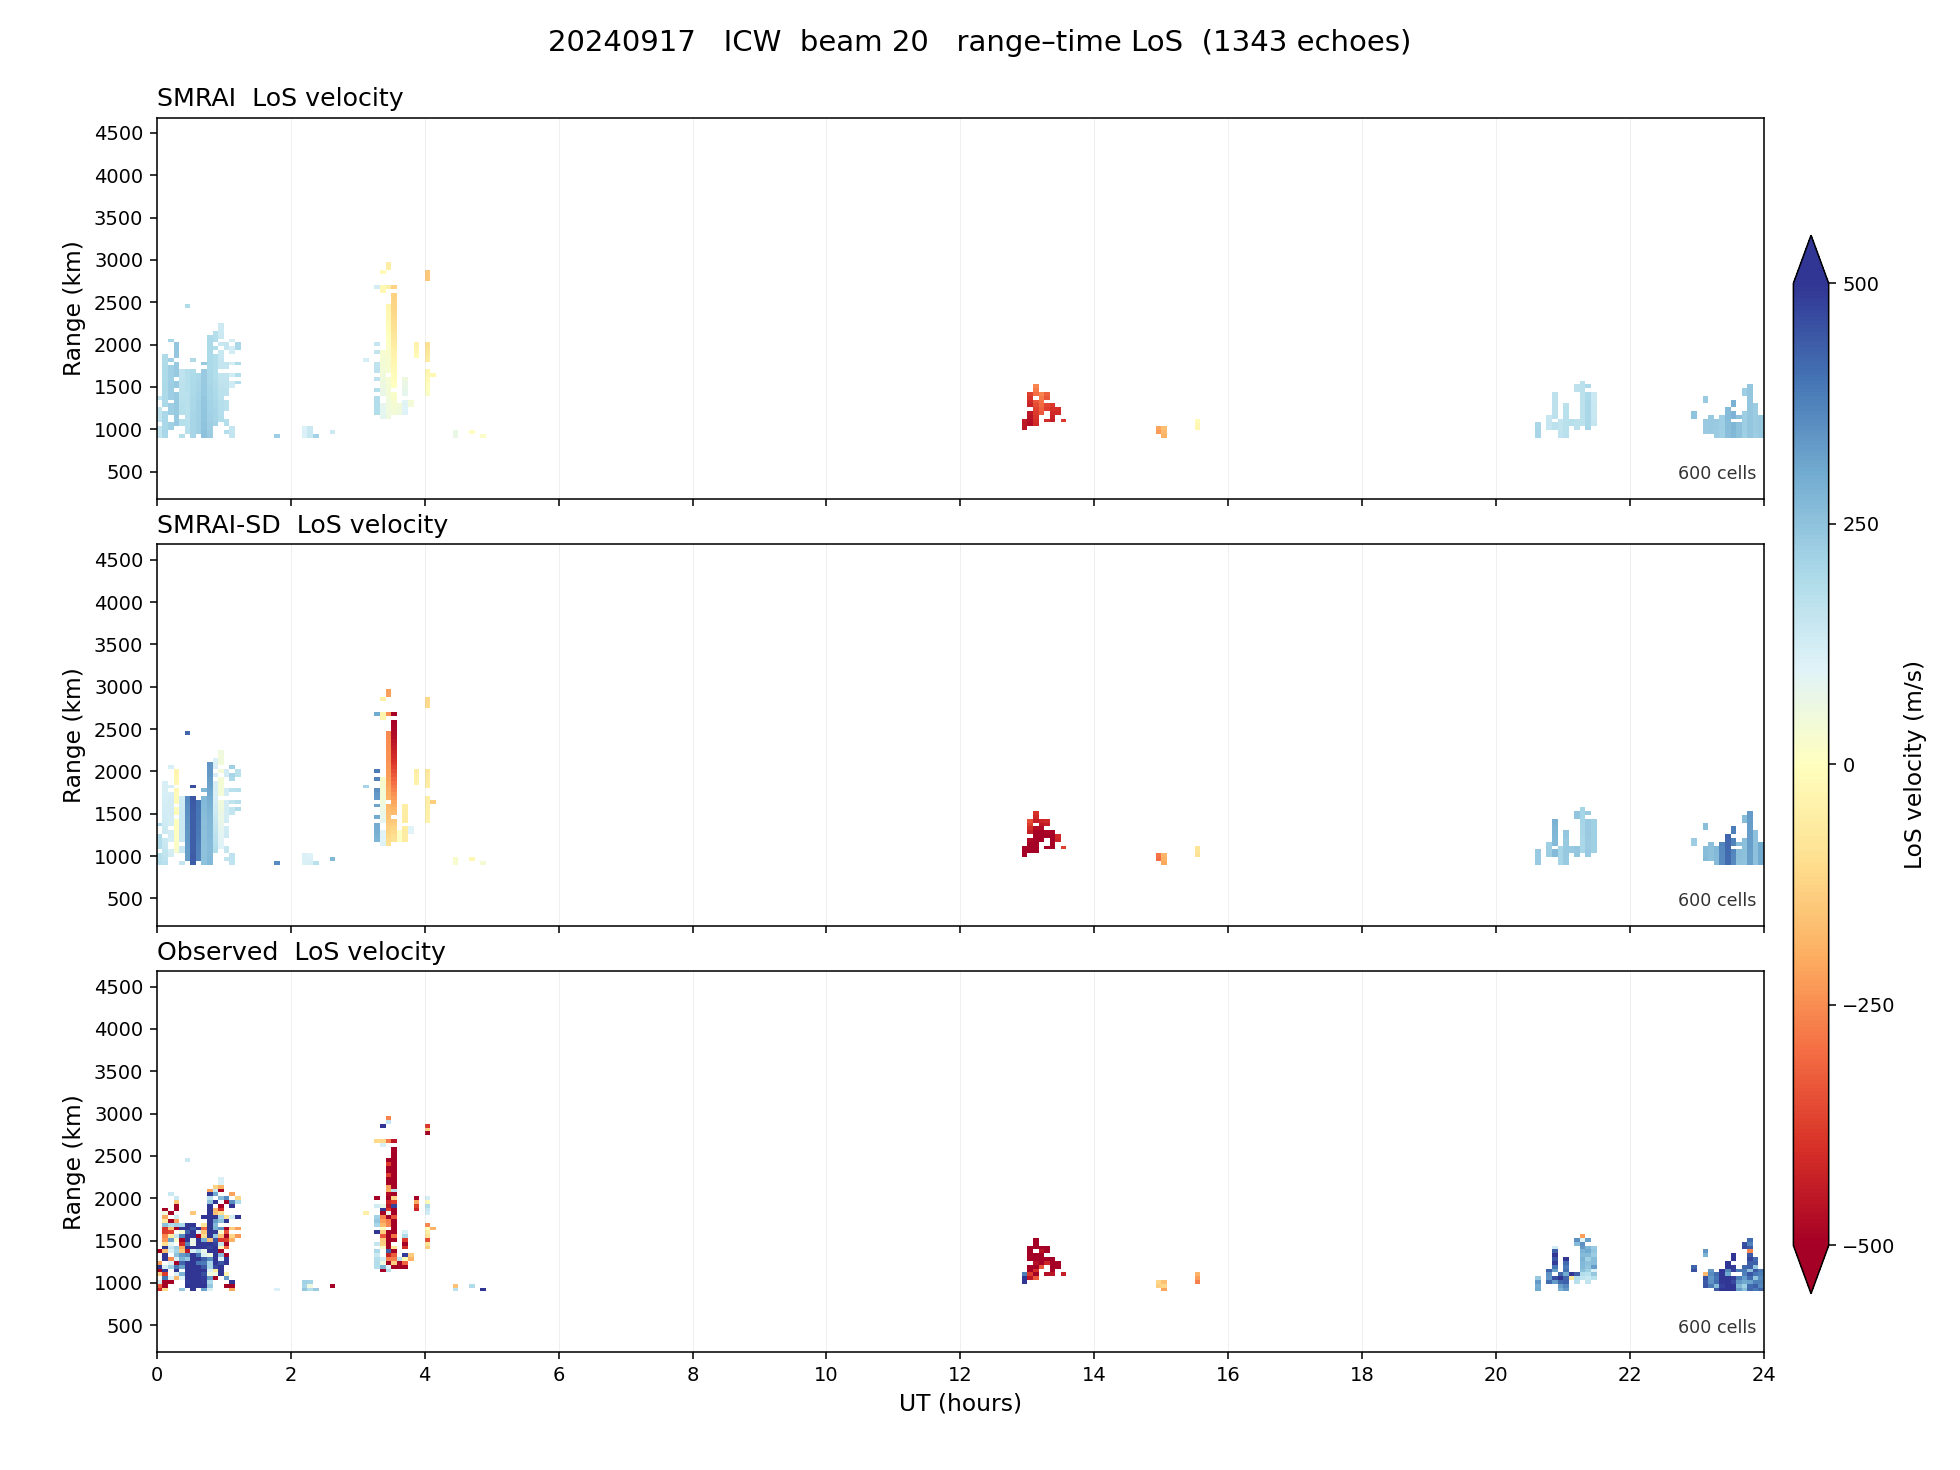 20240917   ICW  beam 20   range–time LoS  (1343 echoes)
SMRAI  LoS velocity
4500
4000
3500
3000
2500
2000
1500
1000
500
Range (km)
600 cells
SMRAI-SD  LoS velocity
4500
4000
3500
3000
2500
2000
1500
1000
500
Range (km)
600 cells
Observed  LoS velocity
4500
4000
3500
3000
2500
2000
1500
1000
500
Range (km)
600 cells
0 2 4 6 8 10 12 14 16 18 20 22 24
UT (hours)
500
250
0
−250
−500
LoS velocity (m/s)